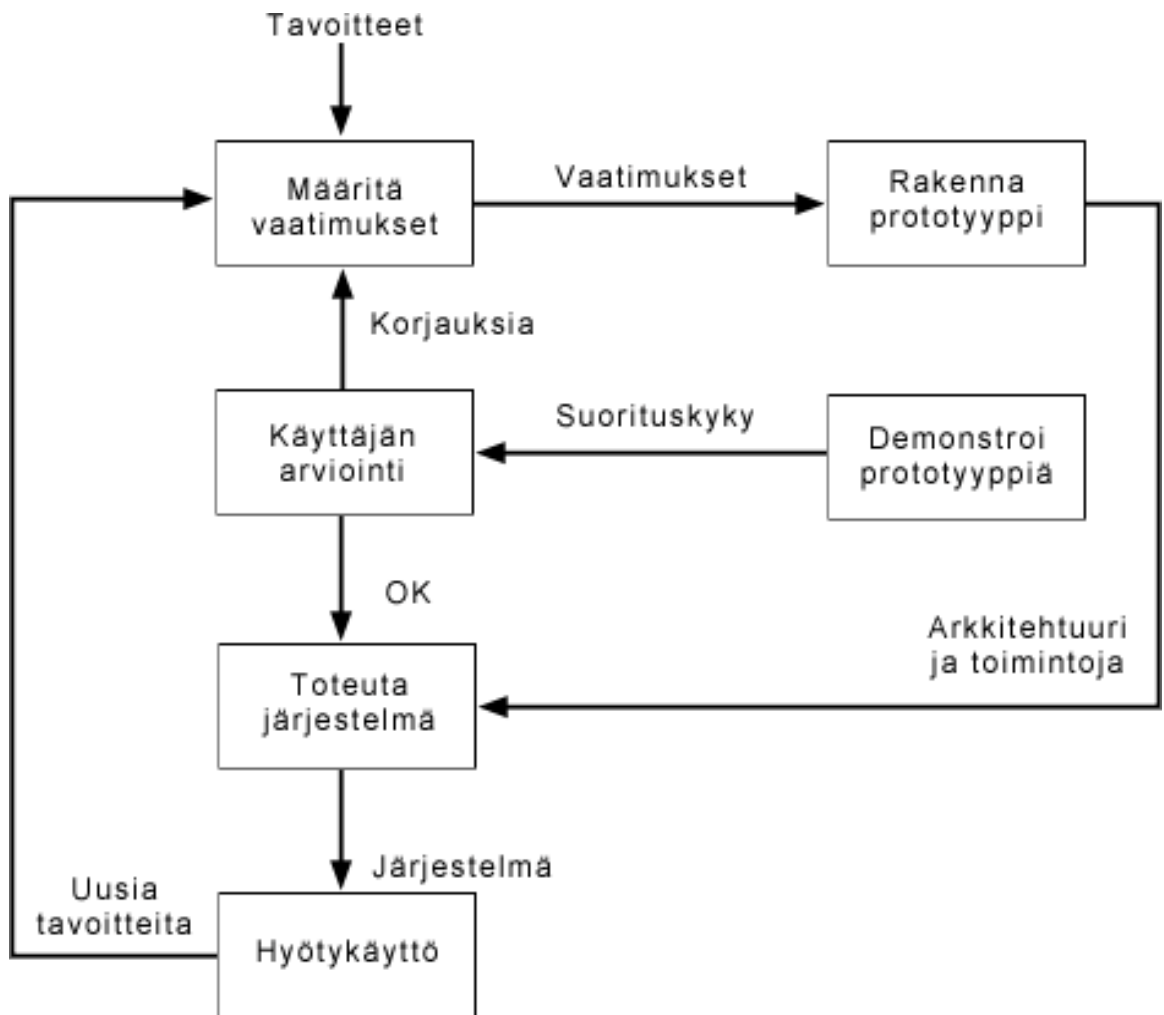 Tavoitteet
Määritä
vaatimukset
Vaatimukset
Rakenna
prototyyppi
Korjauksia
Käyttäjän
arviointi
Suorituskyky
Demonstroi
prototyyppiä
OK
Arkkitehtuuri
ja toimintoja
Toteuta
järjestelmä
Järjestelmä
Uusia
tavoitteita
Hyötykäyttö